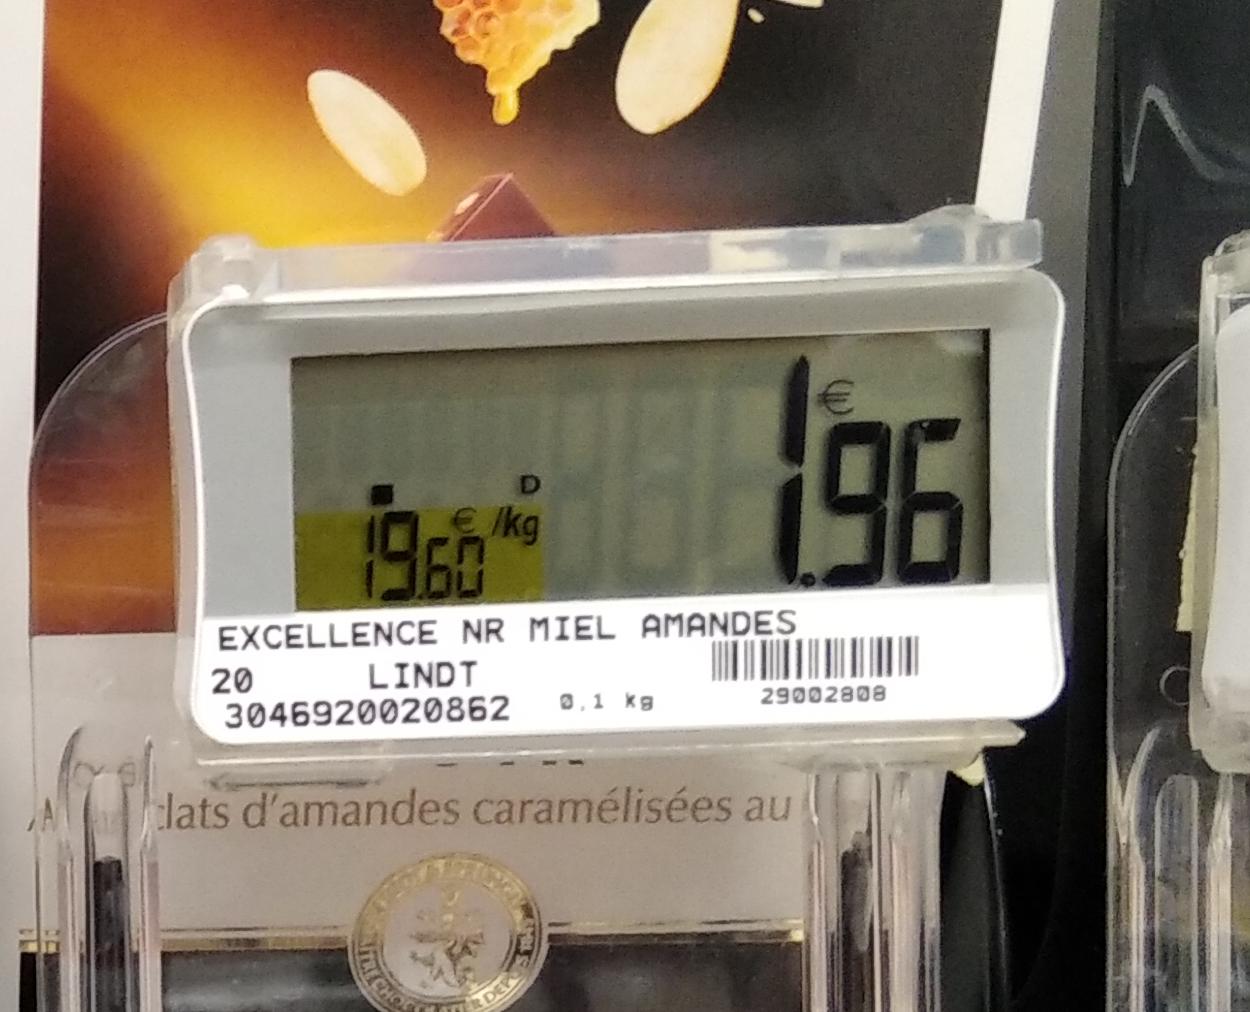 1.96 €
D
19.60 € /kg
EXCELLENCE NR MIEL AMANDES
20 LINDT
3046920020862 0,1 kg 29002808
clats d'amandes caramélisées au